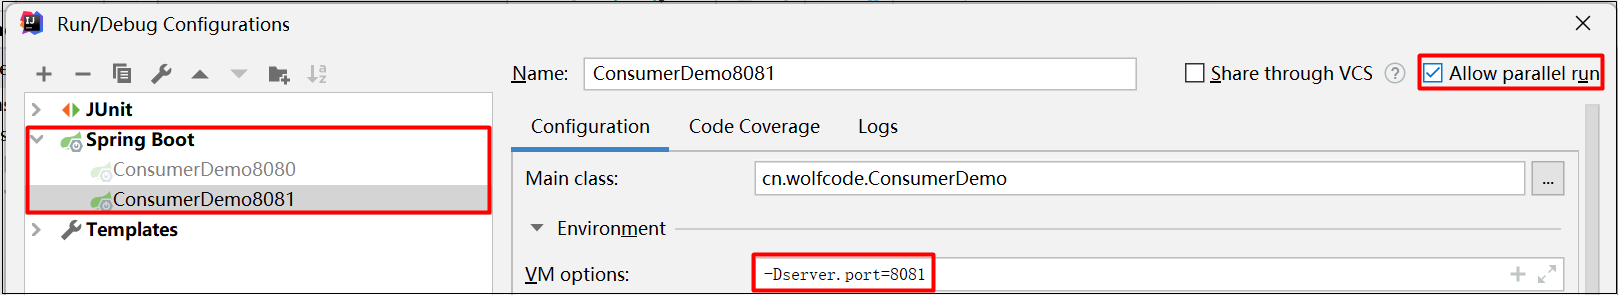 Run/Debug Configurations
Name: ConsumerDemo8081 Share through VCS ? Allow parallel run
JUnit
Spring Boot
ConsumerDemo8080
ConsumerDemo8081
Templates
Configuration Code Coverage Logs
Main class: cn.wolfcode.ConsumerDemo ...
Environment
VM options: -Dserver.port=8081